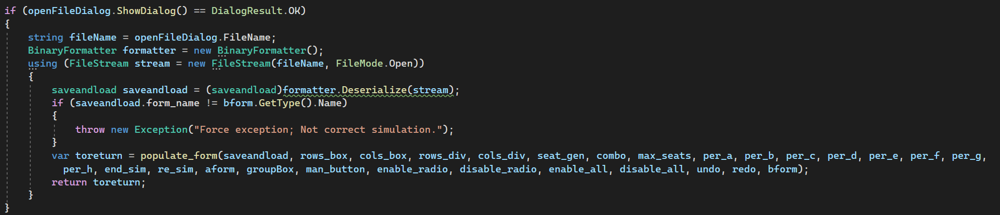 if (openFileDialog.ShowDialog() == DialogResult.OK)
{
    string fileName = openFileDialog.FileName;
    BinaryFormatter formatter = new BinaryFormatter();
    using (FileStream stream = new FileStream(fileName, FileMode.Open))
    {
        saveandload saveandload = (saveandload)formatter.Deserialize(stream);
        if (saveandload.form_name != bform.GetType().Name)
        {
            throw new Exception("Force exception; Not correct simulation.");
        }
        var toreturn = populate_form(saveandload, rows_box, cols_box, rows_div, cols_div, seat_gen, combo, max_seats, per_a, per_b, per_c, per_d, per_e, per_f, per_g,
          per_h, end_sim, re_sim, aform, groupBox, man_button, enable_radio, disable_radio, enable_all, disable_all, undo, redo, bform);
        return toreturn;
    }
}